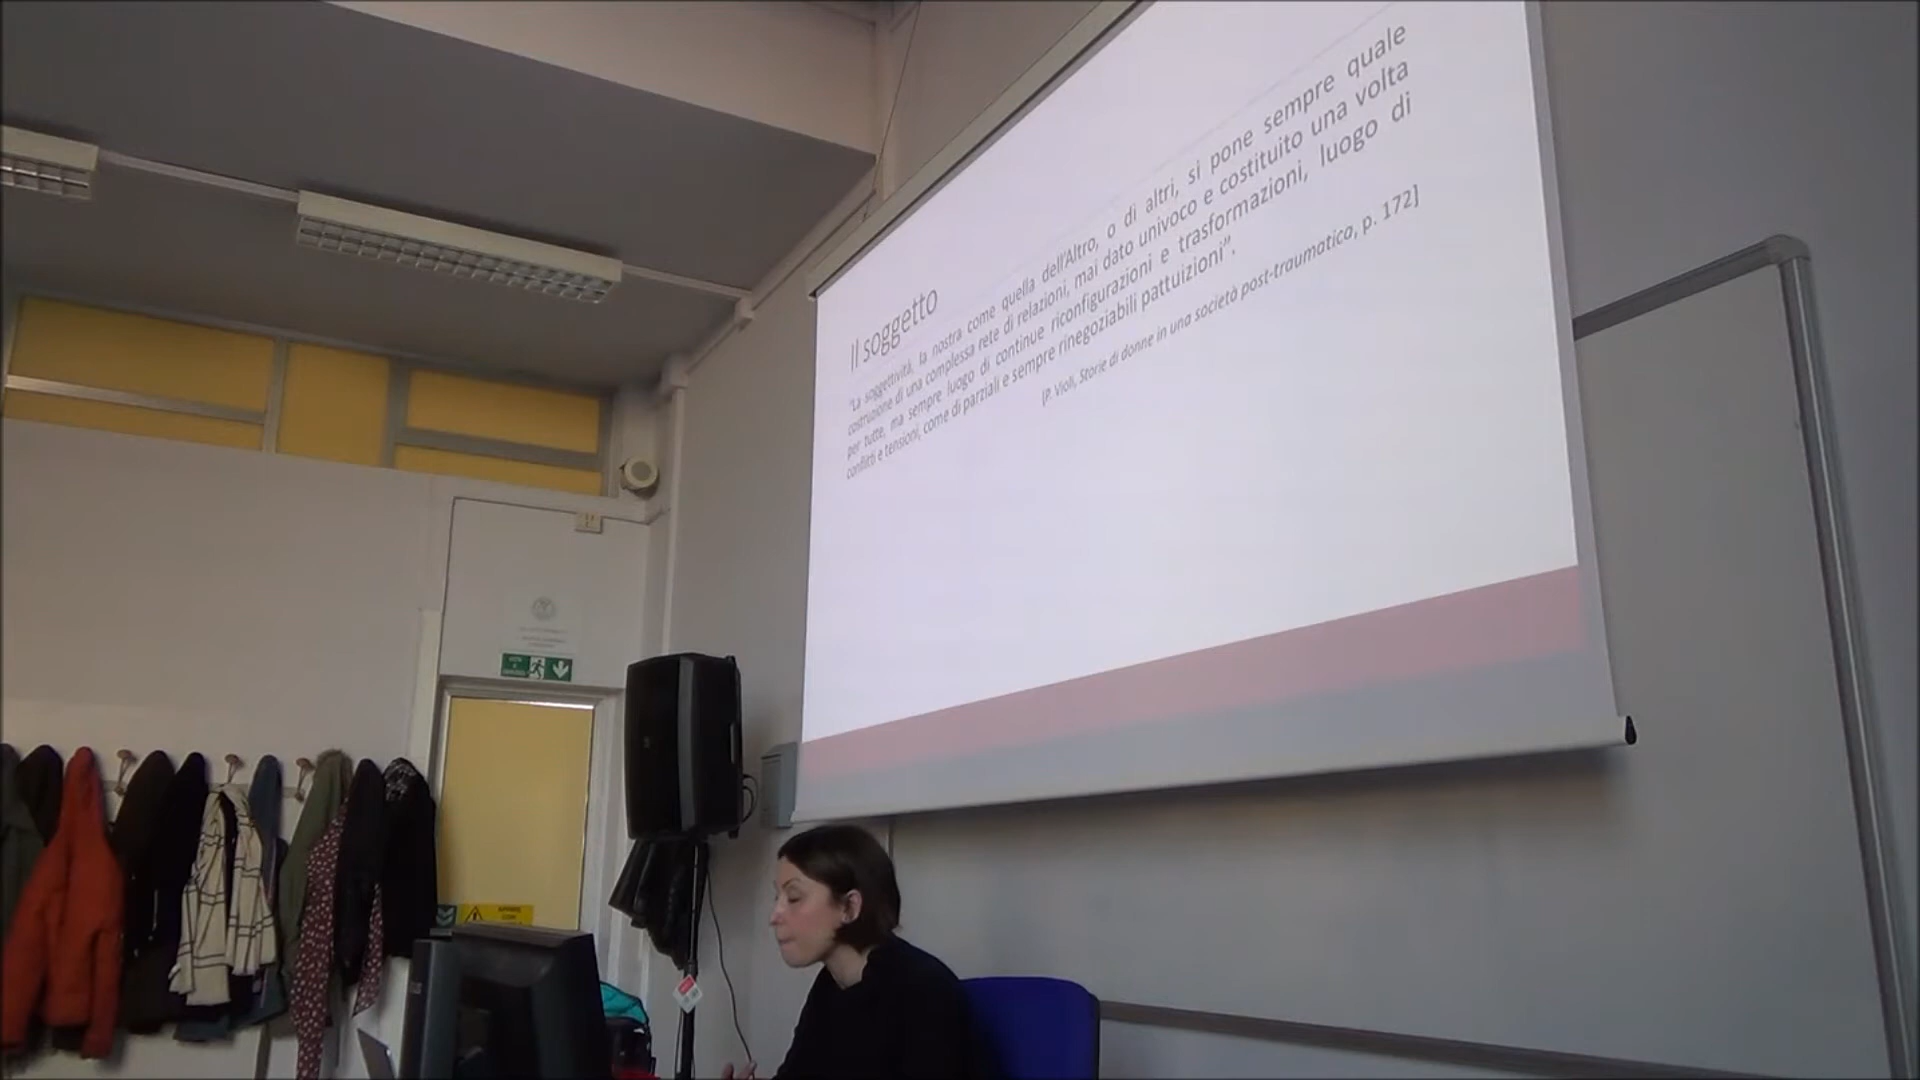 Il soggetto
"La soggettività, la nostra come quella dell'Altro, o di altri, si pone sempre quale
costruzione di una complessa rete di relazioni, mai dato univoco e costituito una volta
per tutte, ma sempre luogo di continue riconfigurazioni e trasformazioni, luogo di
conflitti e tensioni, come di parziali e sempre rinegoziabili pattuizioni".
[P. Violi, Storie di donne in una società post-traumatica, p. 172]